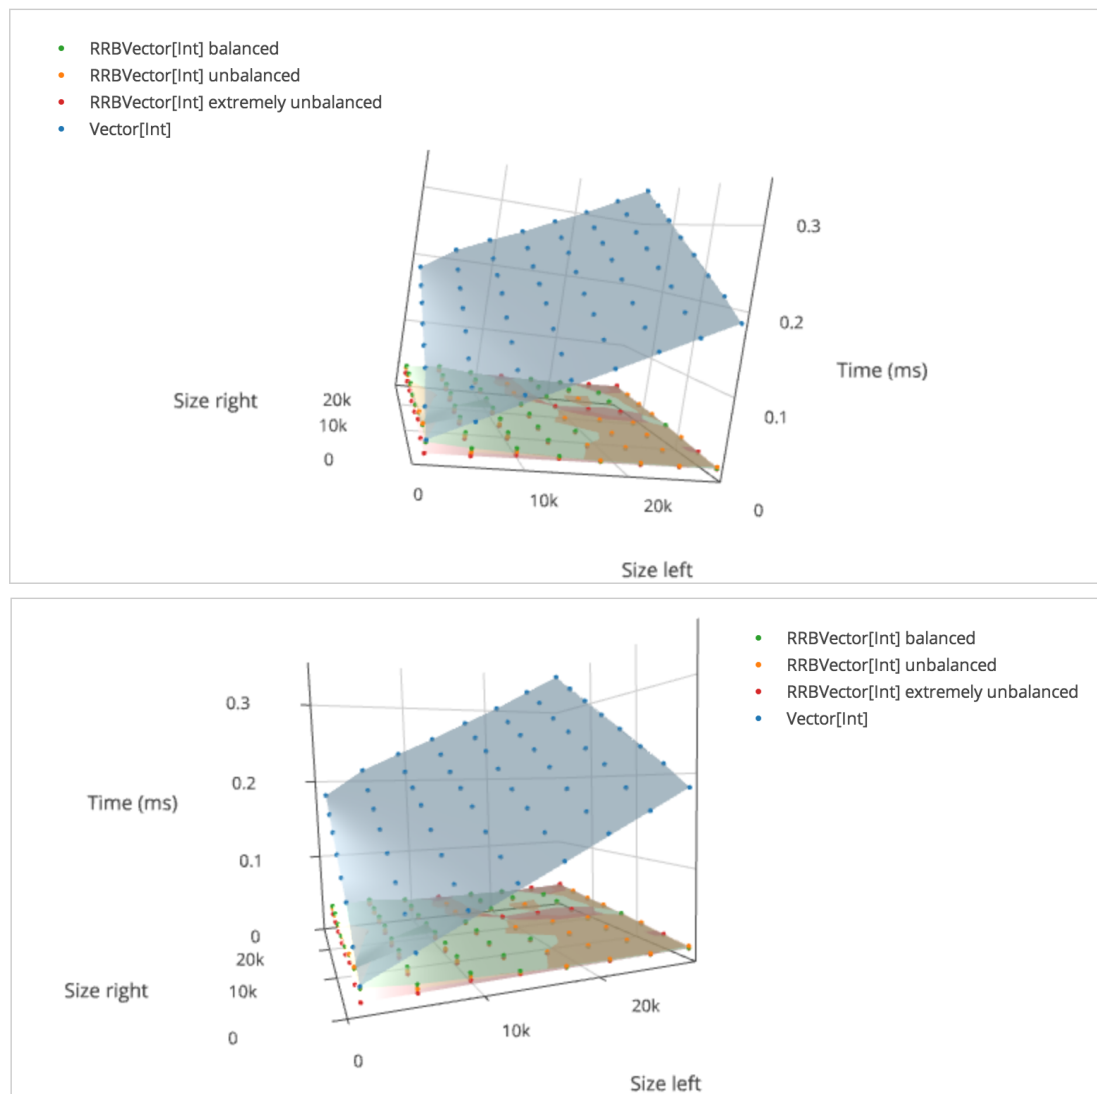 RRBVector[Int] balanced
RRBVector[Int] unbalanced
RRBVector[Int] extremely unbalanced
Vector[Int]
0.3
0.2
Time (ms)
Size right
20k
0.1
10k
0
0
10k
20k
0
Size left
RRBVector[Int] balanced
RRBVector[Int] unbalanced
RRBVector[Int] extremely unbalanced
Vector[Int]
0.3
0.2
Time (ms)
0.1
0
20k
Size right
10k
20k
10k
0
0
Size left